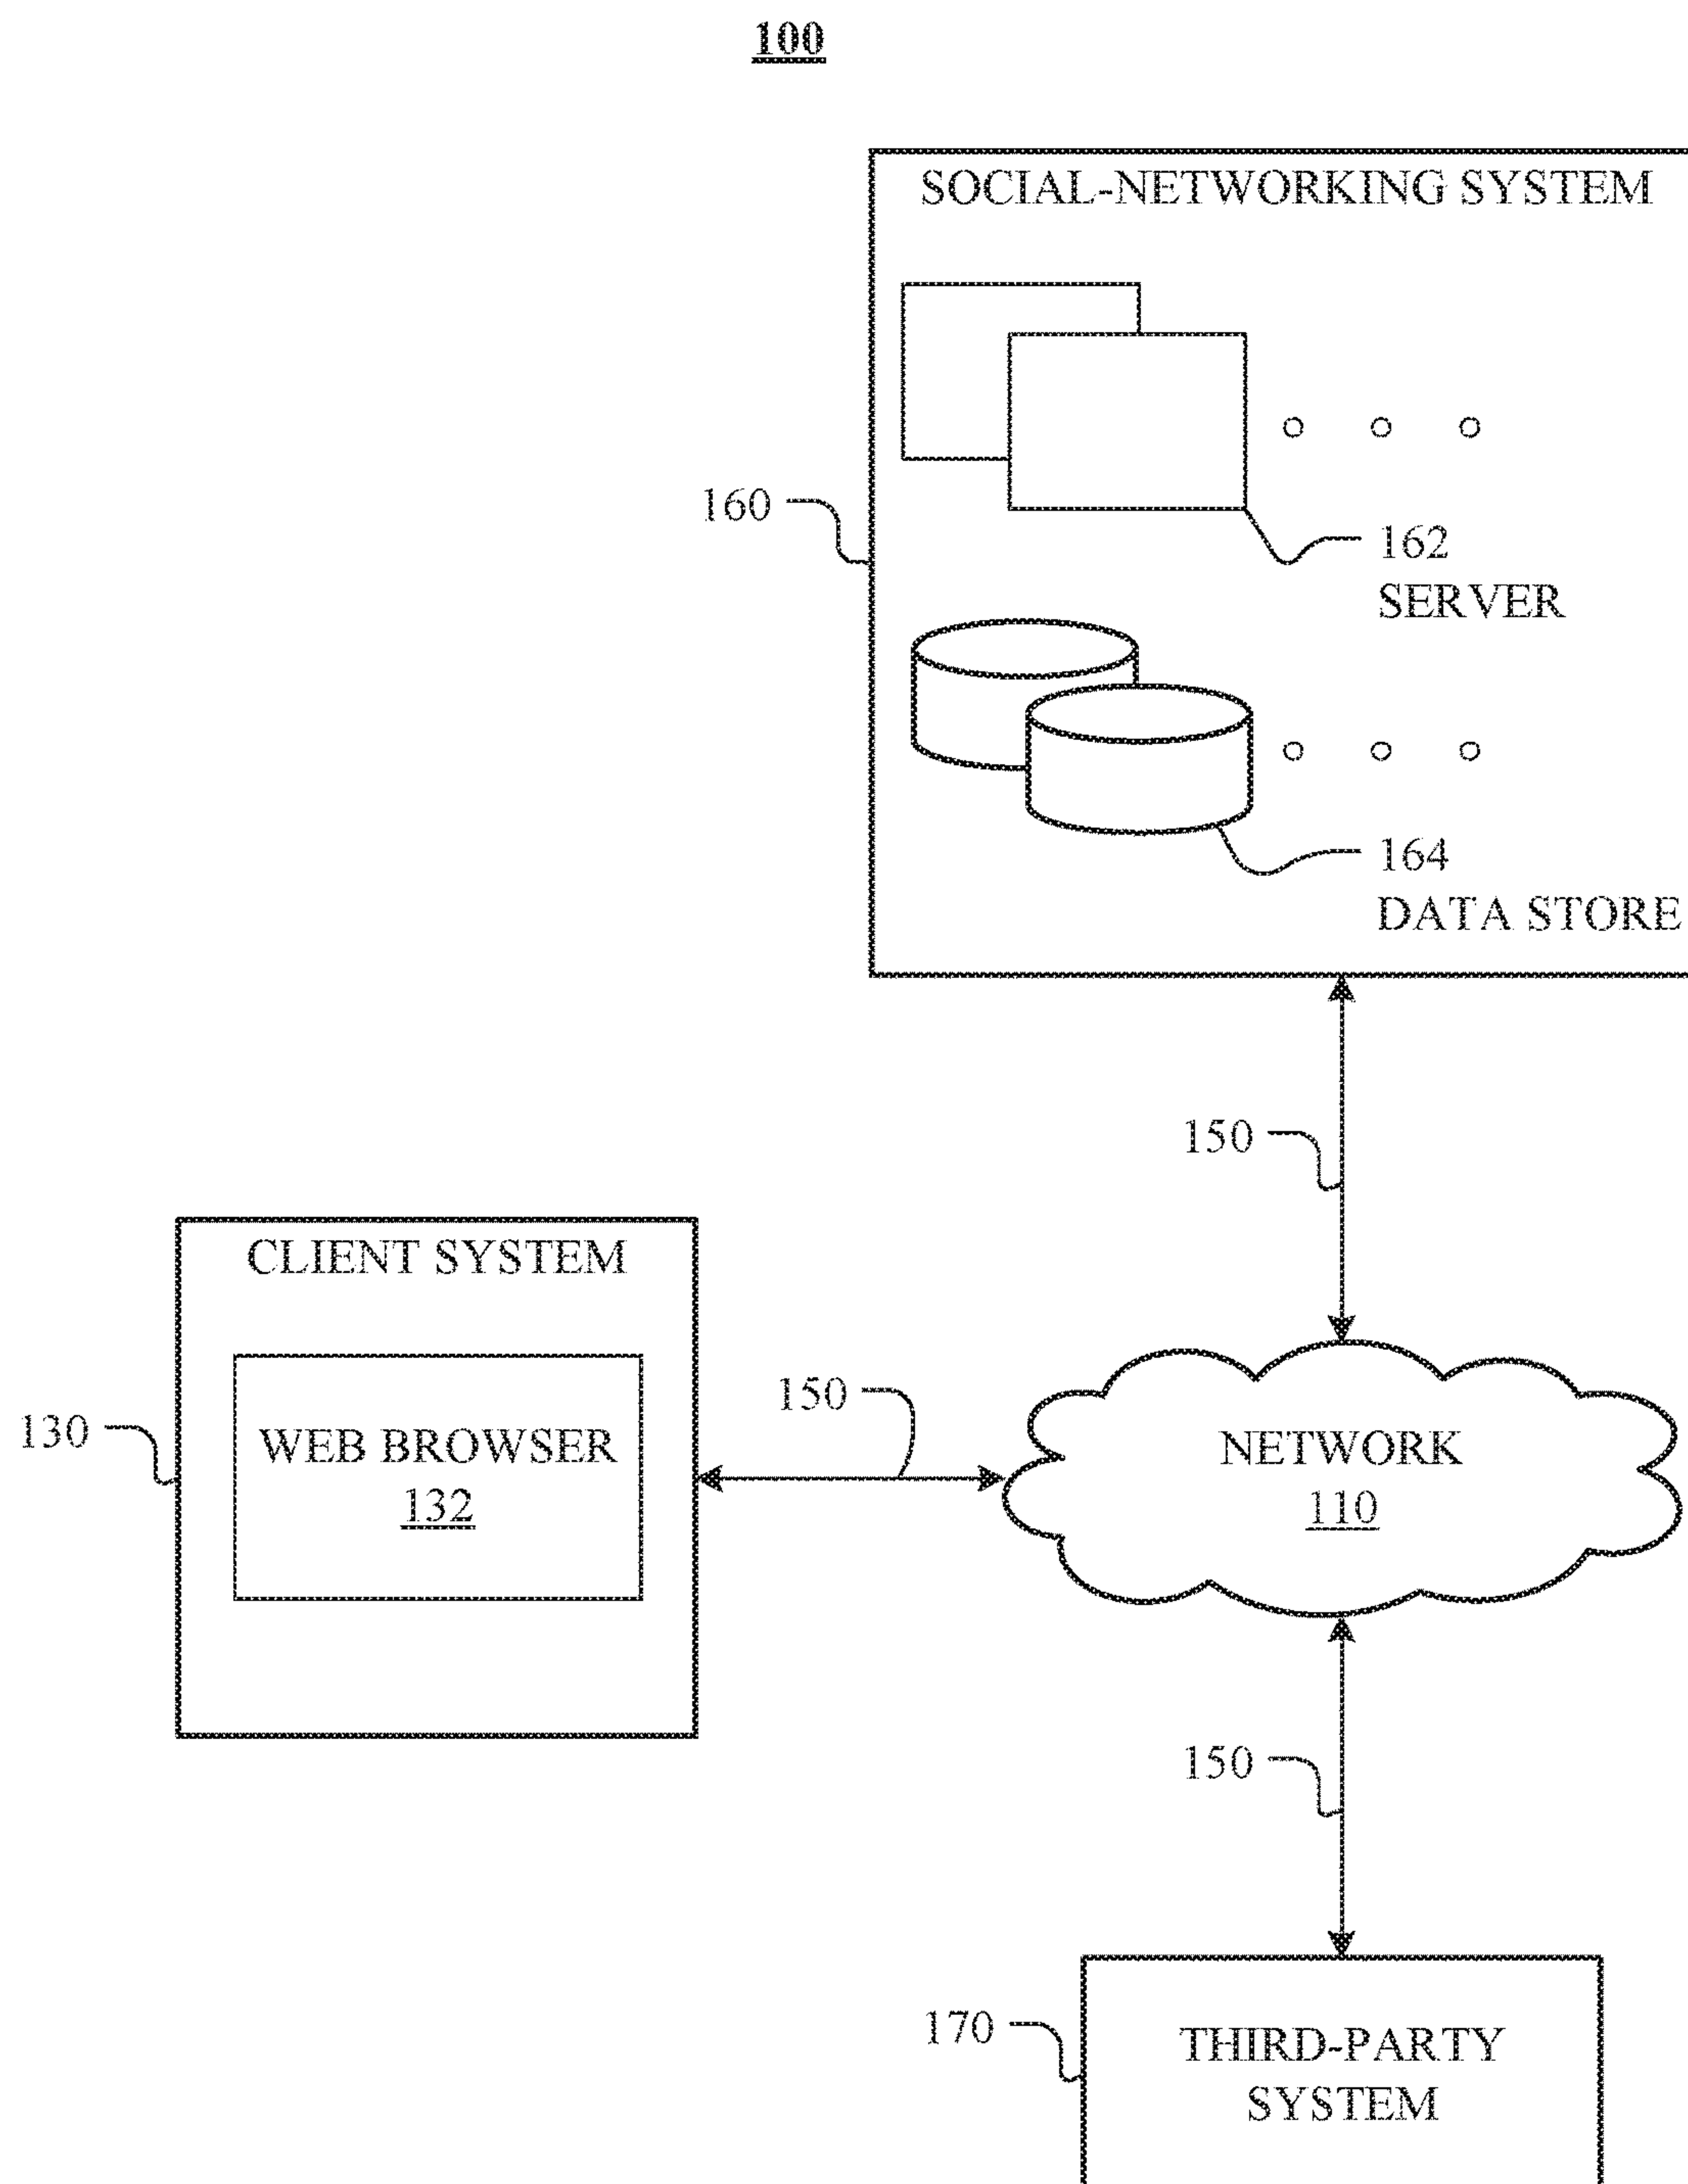 100
SOCIAL-NETWORKING SYSTEM
160
162
SERVER
164
DATA STORE
150
CLIENT SYSTEM
130
WEB BROWSER
132
150
NETWORK
110
150
170
THIRD-PARTY
SYSTEM